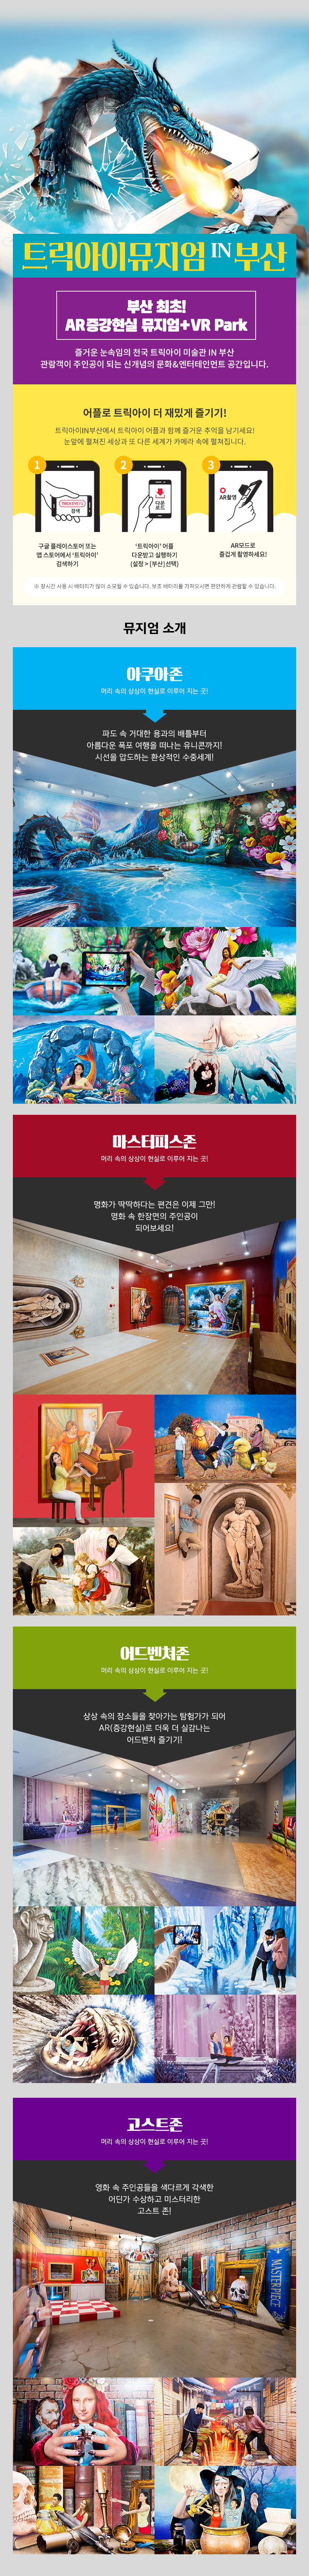 트릭아이뮤지엄 IN 부산
부산 최초!
AR증강현실 뮤지엄+VR Park
즐거운 눈속임의 천국 트릭아이 미술관 IN 부산
관람객이 주인공이 되는 신개념의 문화&엔터테인먼트 공간입니다.
어플로 트릭아이 더 재밌게 즐기기!
트릭아이IN부산에서 트릭아이 어플과 함께 즐거운 추억을 남기세요!
눈앞에 펼쳐진 세상과 또 다른 세계가 카메라 속에 펼쳐집니다.
1
2
3
검색
다운
로드
AR촬영
구글 플레이스토어 또는
앱 스토어에서 '트릭아이'
검색하기
'트릭아이' 어플
다운받고 실행하기
(설정 > [부산]선택)
AR모드로
즐겁게 촬영하세요!
※ 장시간 사용 시 배터리가 많이 소모될 수 있습니다. 보조 배터리를 가져오시면 편안하게 관람할 수 있습니다.
뮤지엄 소개
아쿠아존
머리 속의 상상이 현실로 이루어 지는 곳!
파도 속 거대한 용과의 배틀부터
아름다운 폭포 여행을 떠나는 유니콘까지!
시선을 압도하는 환상적인 수중세계!
마스터피스존
머리 속의 상상이 현실로 이루어 지는 곳!
명화가 딱딱하다는 편견은 이제 그만!
명화 속 한장면의 주인공이
되어보세요!
어드벤처존
머리 속의 상상이 현실로 이루어 지는 곳!
상상 속의 장소들을 찾아가는 탐험가가 되어
AR(증강현실)로 더욱 더 실감나는
어드벤처 즐기기!
고스트존
머리 속의 상상이 현실로 이루어 지는 곳!
영화 속 주인공들을 색다르게 각색한
어딘가 수상하고 미스터리한
고스트 존!
MASTERPIECE